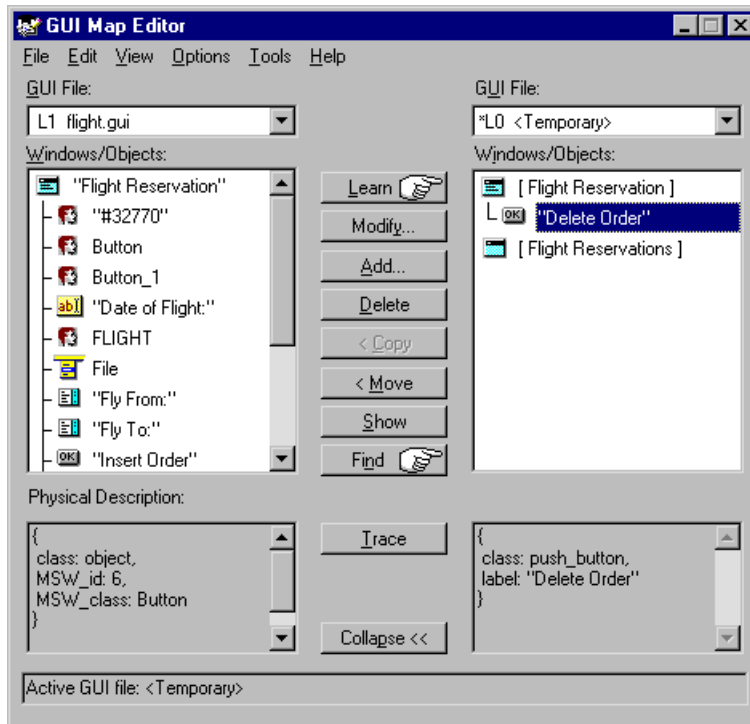 GUI Map Editor
File Edit View Options Tools Help
GUI File:
L1 flight.gui
Windows/Objects:
"Flight Reservation"
"#32770"
Button
Button_1
"Date of Flight:"
FLIGHT
File
"Fly From:"
"Fly To:"
"Insert Order"
Physical Description:
{
class: object,
MSW_id: 6,
MSW_class: Button
}
Learn
Modify...
Add...
Delete
< Copy
< Move
Show
Find
Trace
Collapse <<
GUI File:
*L0 <Temporary>
Windows/Objects:
[ Flight Reservation ]
OK "Delete Order"
[ Flight Reservations ]
{
class: push_button,
label: "Delete Order"
}
Active GUI file: <Temporary>